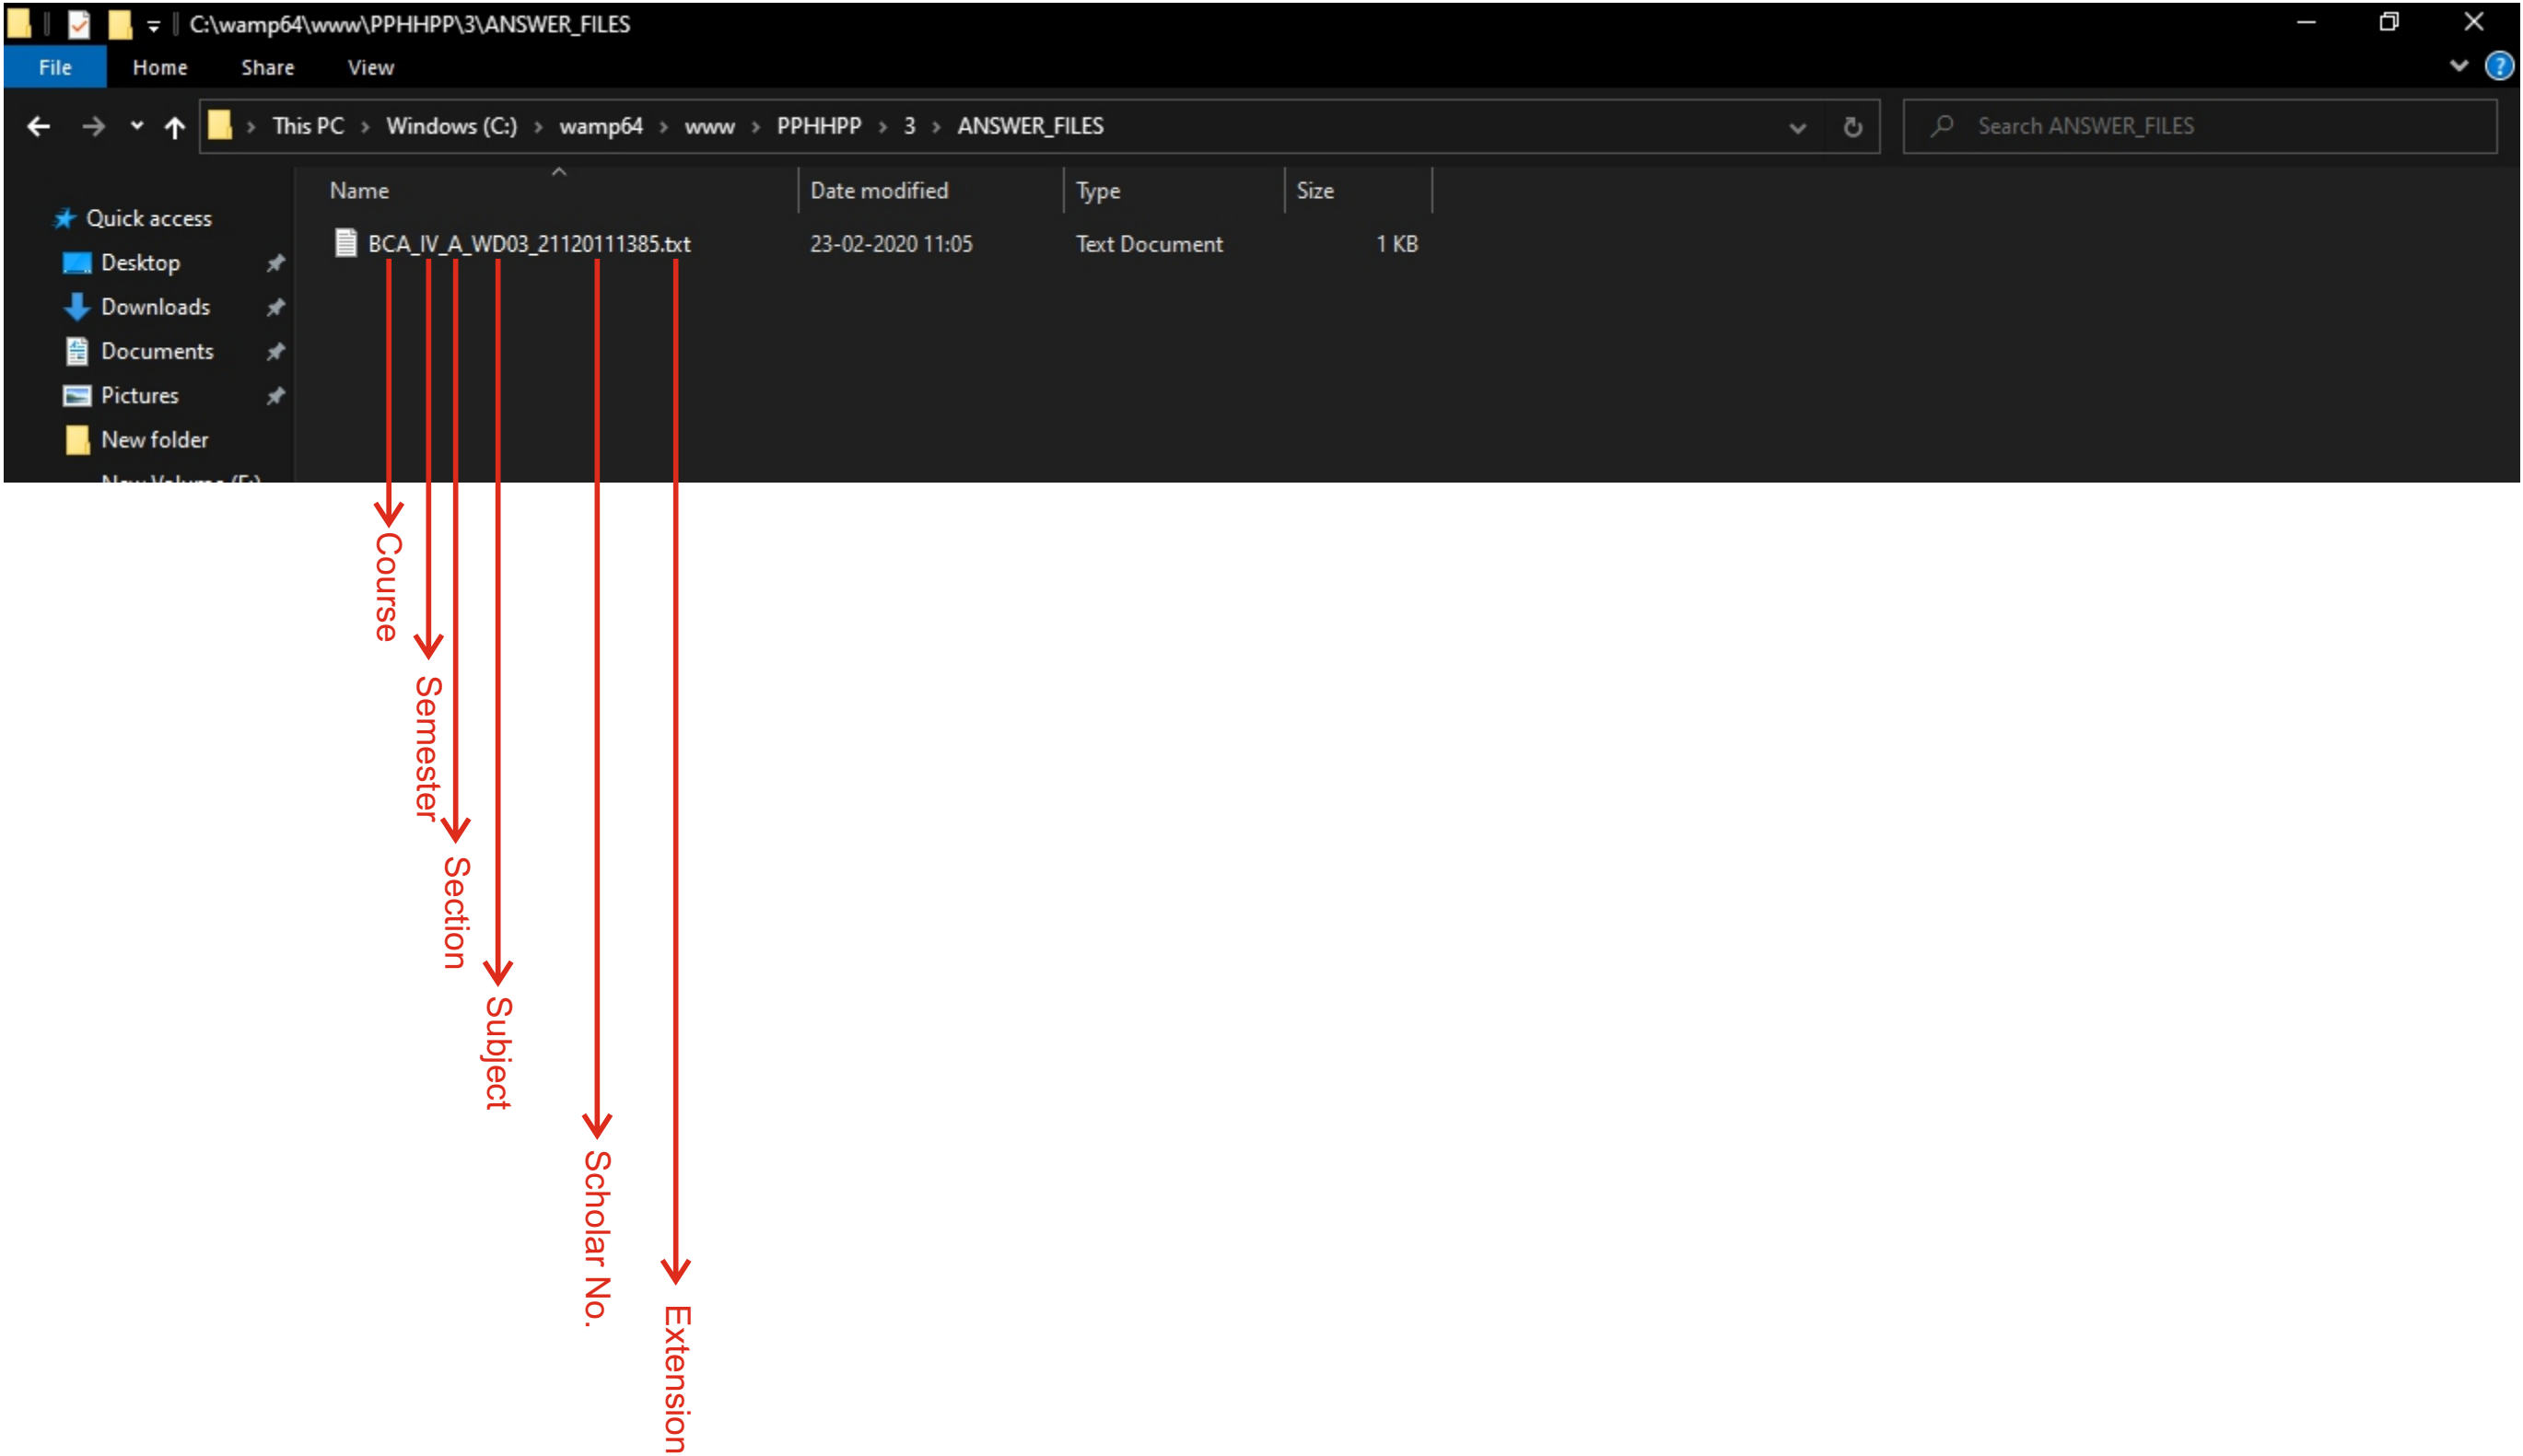 C:\wamp64\www\PPHHPP\3\ANSWER_FILES
File Home Share View
This PC > Windows (C:) > wamp64 > www > PPHHPP > 3 > ANSWER_FILES
Search ANSWER_FILES
Name Date modified Type Size
Quick access
BCA_IV_A_WD03_21120111385.txt 23-02-2020 11:05 Text Document 1 KB
Desktop
Downloads
Documents
Pictures
New folder
New Volume (E:)
Course
Semester
Section
Subject
Scholar No.
Extension